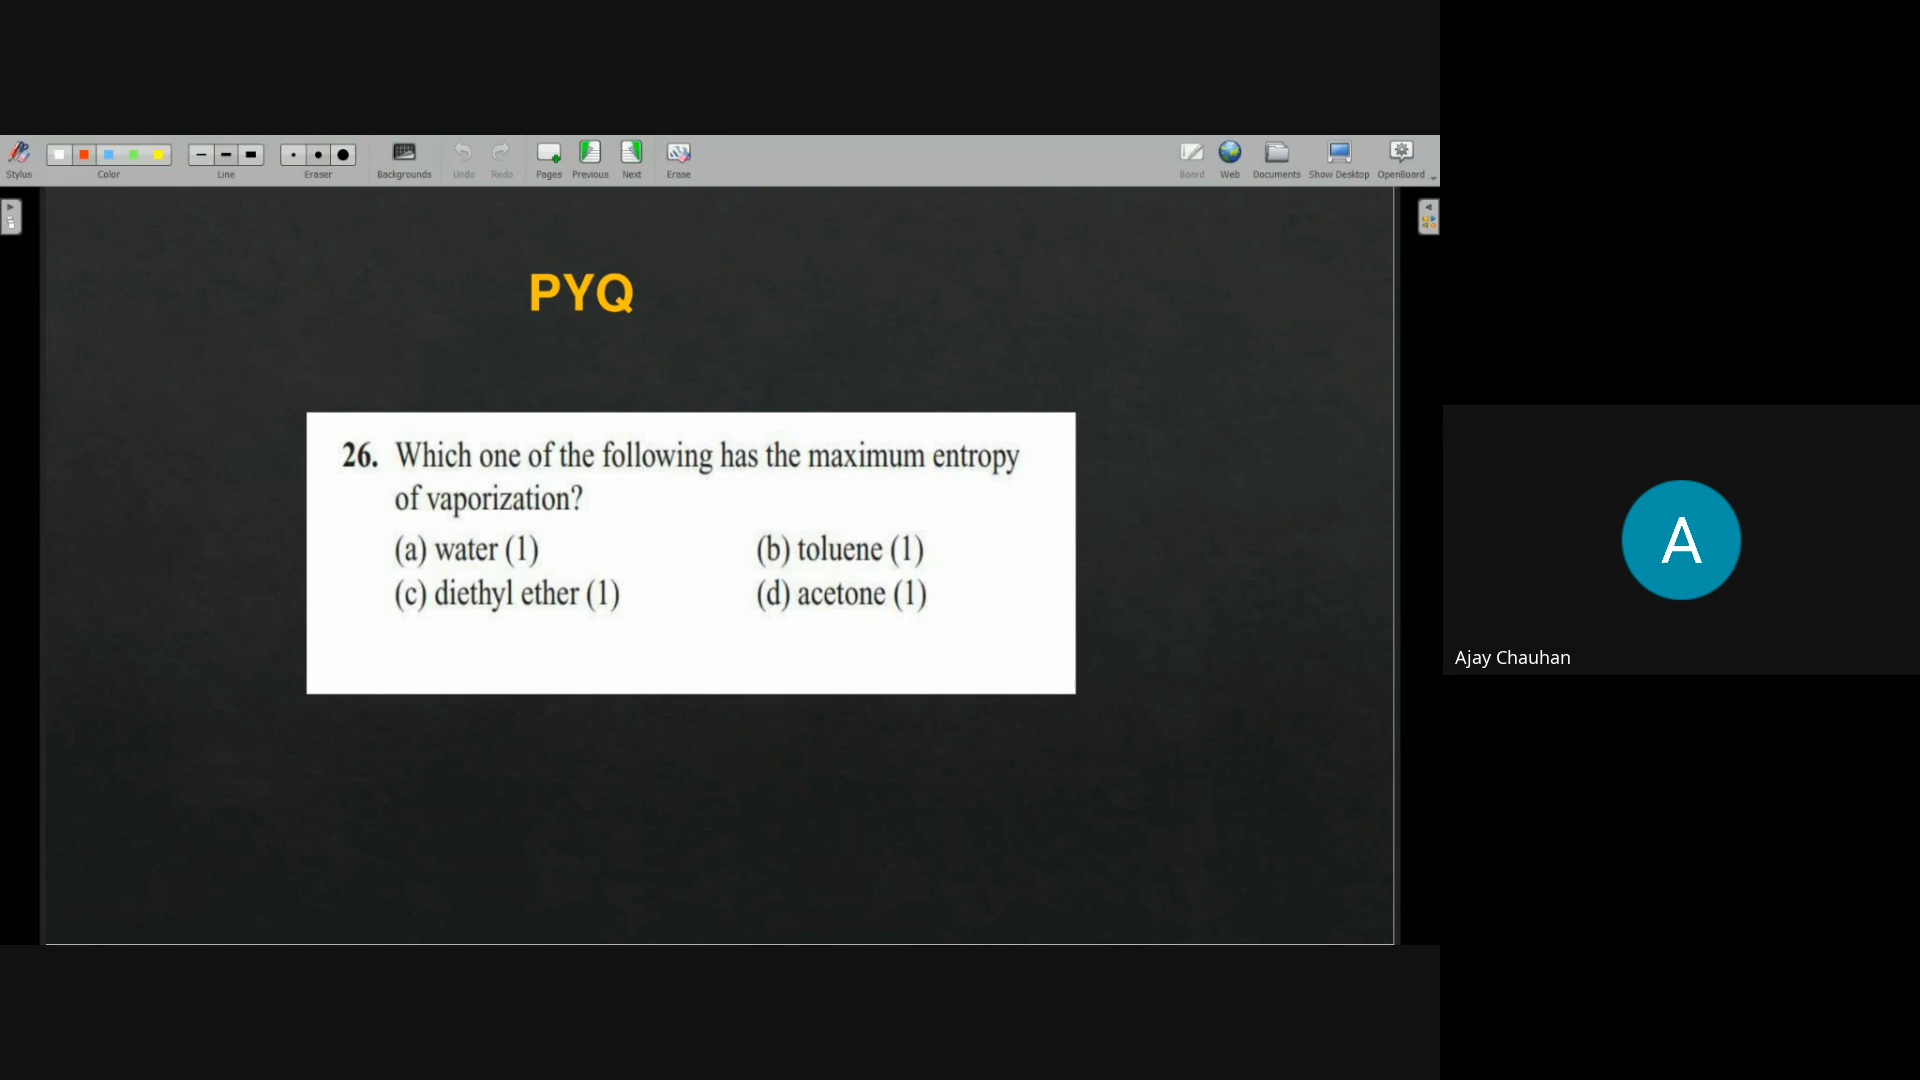 Stylus
Color
Line
Eraser
Backgrounds
Undo
Redo
Pages
Previous
Next
Erase
Board
Web
Documents
Show Desktop
OpenBoard
PYQ
26. Which one of the following has the maximum entropy
of vaporization?
(a) water (1) (b) toluene (1)
(c) diethyl ether (1) (d) acetone (1)
A
Ajay Chauhan